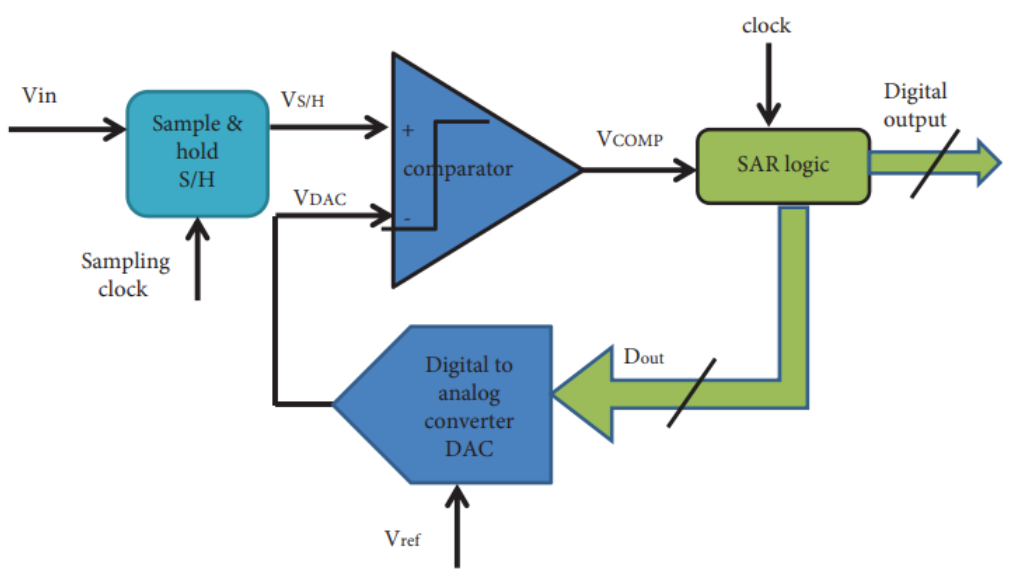 clock
Vin
Sample &
hold
S/H
VS/H
+
comparator
-
VDAC
VCOMP
SAR logic
Digital
output
Sampling
clock
Digital to
analog
converter
DAC
Dout
Vref